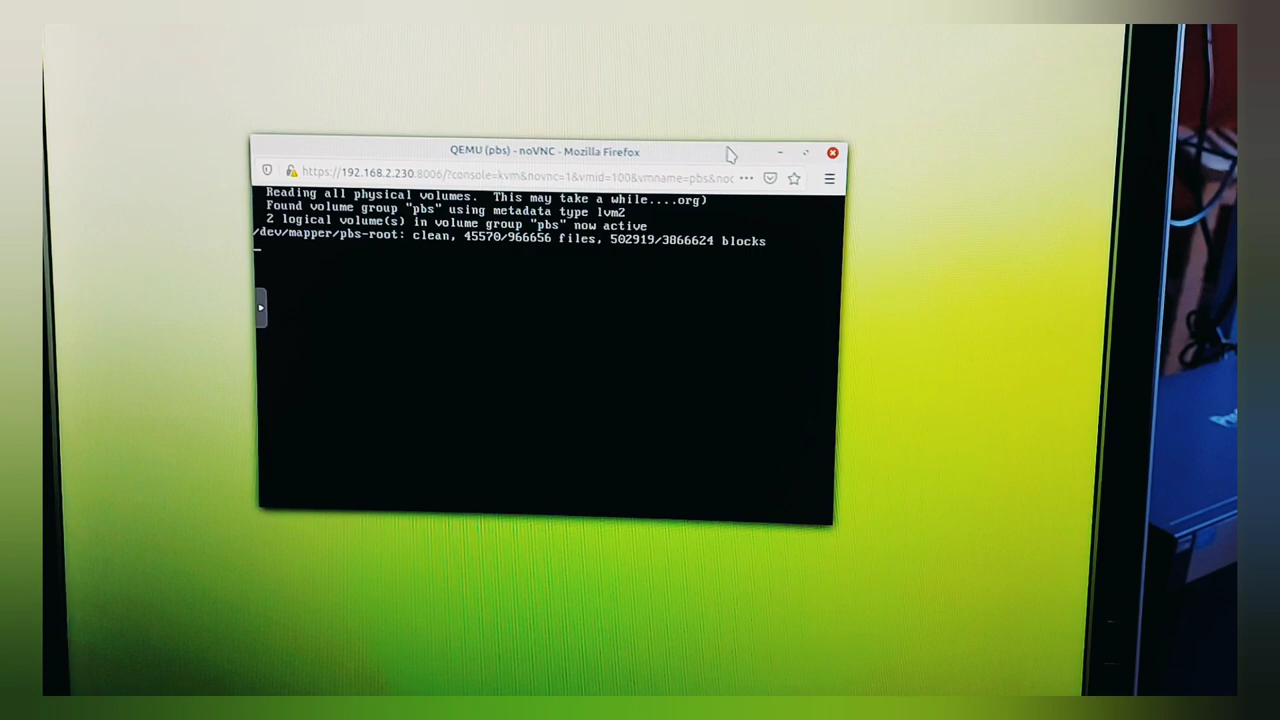 QEMU (pbs) - noVNC - Mozilla Firefox
https://192.168.2.230:8006/?console=kvm&novnc=1&vmid=100&vmname=pbs&noc
Reading all physical volumes.  This may take a while....org)
Found volume group "pbs" using metadata type lvm2
2 logical volume(s) in volume group "pbs" now active
/dev/mapper/pbs-root: clean, 45570/966656 files, 502919/3866624 blocks